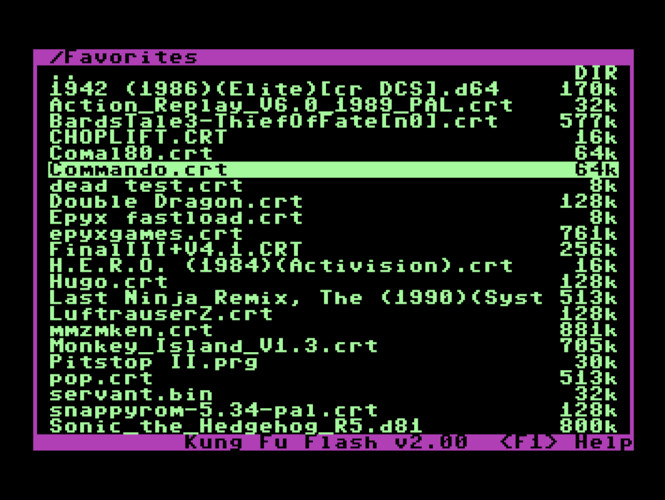 /Favorites
.. DIR
1942 (1986)(Elite)[cr DCS].d64 170k
Action_Replay_V6.0_1989_PAL.crt 32k
BardsTale3-ThiefOfFate[n0].crt 577k
CHOPLIFT.CRT 16k
Comal80.crt 64k
Commando.crt 64k
dead test.crt 8k
Double Dragon.crt 128k
Epyx fastload.crt 8k
epyxgames.crt 761k
FinalIII+V4.1.CRT 256k
H.E.R.O. (1984)(Activision).crt 16k
Hugo.crt 128k
Last Ninja Remix, The (1990)(Syst 513k
LuftrauserZ.crt 128k
mmzmken.crt 881k
Monkey_Island_V1.3.crt 705k
Pitstop II.prg 30k
pop.crt 513k
servant.bin 32k
snappyrom-5.34-pal.crt 128k
Sonic_the_Hedgehog_R5.d81 800k
Kung Fu Flash v2.00 <F1> Help